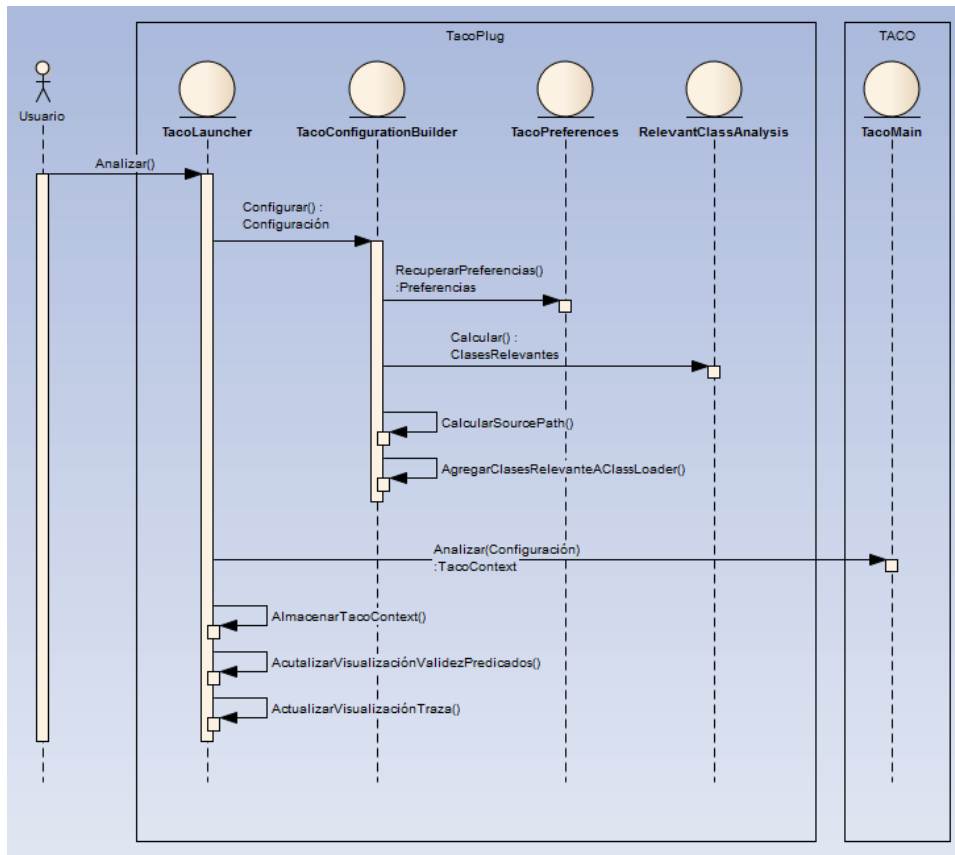 TacoPlug
TACO
Usuario
TacoLauncher
TacoConfigurationBuilder
TacoPreferences
RelevantClassAnalysis
TacoMain
Analizar()
Configurar() :
Configuración
RecuperarPreferencias()
:Preferencias
Calcular() :
ClasesRelevantes
CalcularSourcePath()
AgregarClasesRelevanteAClassLoader()
Analizar(Configuración)
:TacoContext
AlmacenarTacoContext()
AcutalizarVisualizaciónValidezPredicados()
ActualizarVisualizaciónTraza()